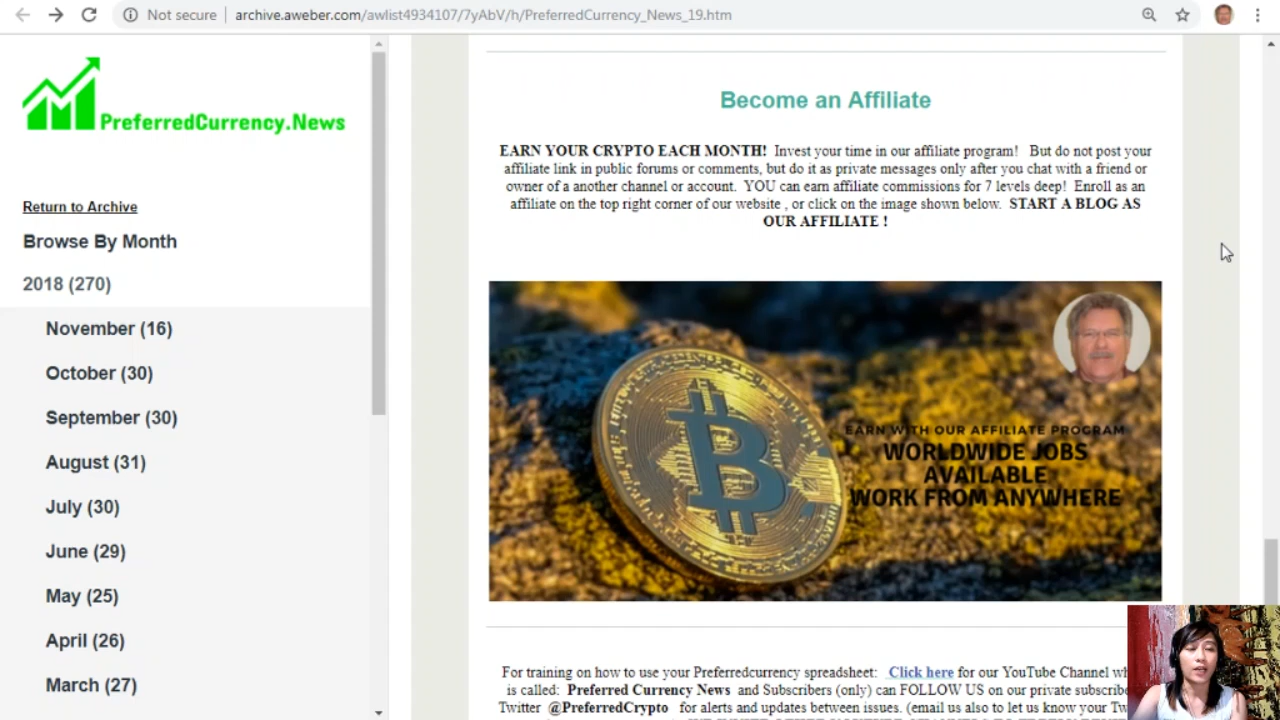 Not secure
archive.aweber.com/awlist4934107/7yAbV/h/PreferredCurrency_News_19.htm
PreferredCurrency.News
Return to Archive
Browse By Month
2018 (270)
November (16)
October (30)
September (30)
August (31)
July (30)
June (29)
May (25)
April (26)
March (27)
Become an Affiliate
EARN YOUR CRYPTO EACH MONTH! Invest your time in our affiliate program! But do not post your
affiliate link in public forums or comments, but do it as private messages only after you chat with a friend or
owner of a another channel or account. YOU can earn affiliate commissions for 7 levels deep! Enroll as an
affiliate on the top right corner of our website , or click on the image shown below. START A BLOG AS
OUR AFFILIATE !
EARN WITH OUR AFFILIATE PROGRAM
WORLDWIDE JOBS
AVAILABLE
WORK FROM ANYWHERE
For training on how to use your Preferredcurrency spreadsheet: Click here for our YouTube Channel
is called: Preferred Currency News and Subscribers (only) can FOLLOW US on our private
Twitter @PreferredCrypto for alerts and updates between issues. (email us also to let us know your